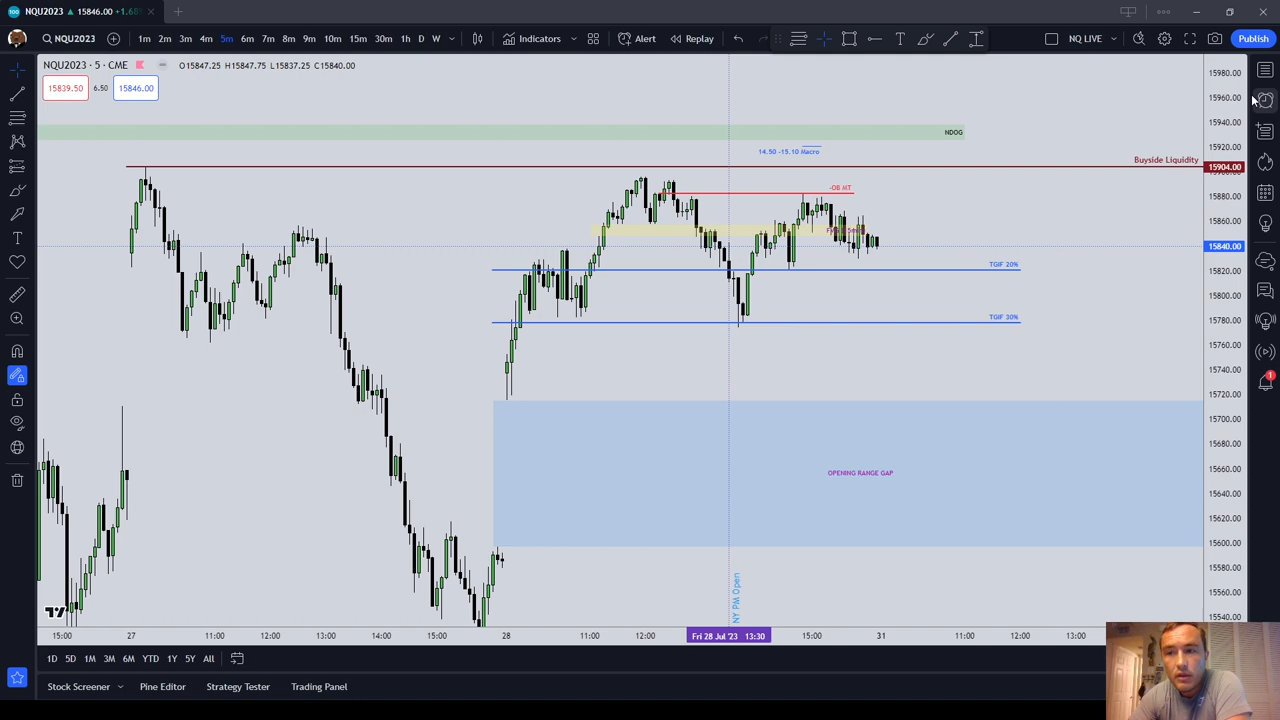 NQU2023 ▲ 15846.00 +1.68%
NQU2023
1m 2m 3m 4m 5m 6m 7m 8m 9m 10m 15m 30m 1h D W
Indicators
Alert
Replay
NQ LIVE
Publish
NQU2023 · 5 · CME
O15847.25 H15847.75 L15837.25 C15840.00
15839.50 6.50 15846.00
15980.00
15960.00
15940.00
NDOG
15920.00
14.50 -15.10 Macro
Buyside Liquidity
15904.00
-OB MT
15880.00
15860.00
15840.00
TGIF 20%
15820.00
15800.00
TGIF 30%
15780.00
15760.00
15740.00
15720.00
15700.00
15680.00
OPENING RANGE GAP
15660.00
15640.00
15620.00
15600.00
15580.00
15560.00
15540.00
NY PM Open
15:00 27 11:00 12:00 13:00 14:00 15:00 28 11:00 12:00 Fri 28 Jul '23 13:30 15:00 31 11:00 12:00 13:00
1D 5D 1M 3M 6M YTD 1Y 5Y All
Stock Screener Pine Editor Strategy Tester Trading Panel
1